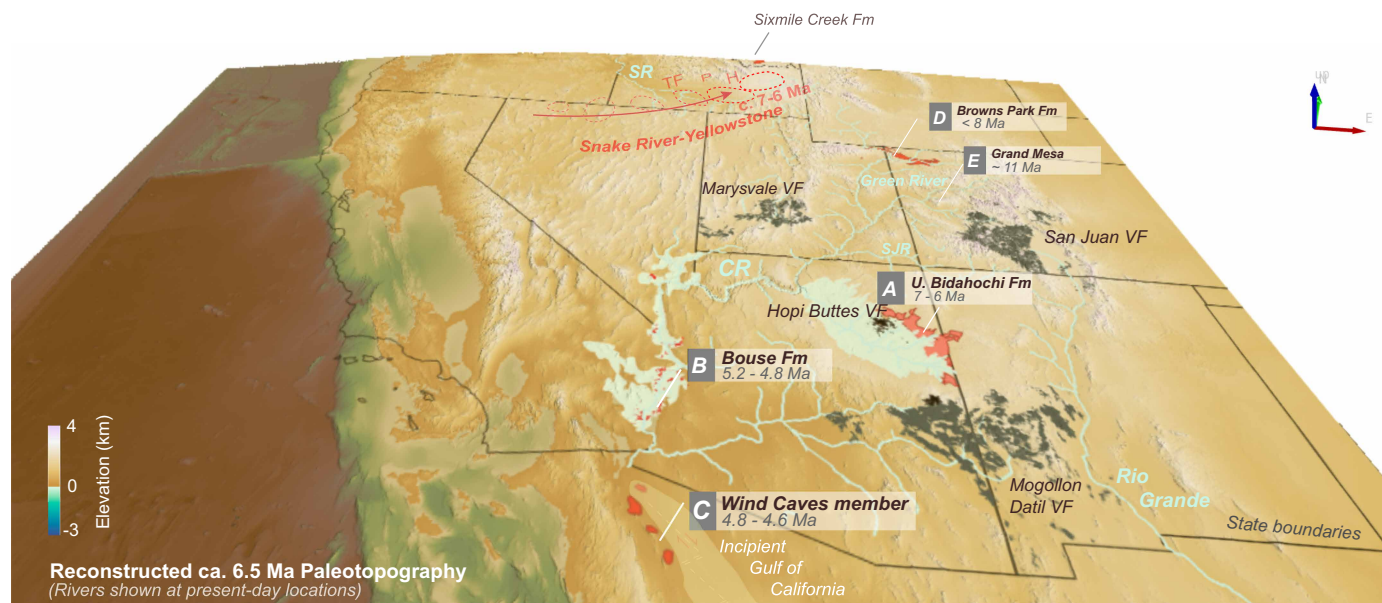 Sixmile Creek Fm
SR
TF
P
H
c. 7-6 Ma
Snake River-Yellowstone
up
N
E
D
Browns Park Fm
< 8 Ma
E
Grand Mesa
~ 11 Ma
Green River
Marysvale VF
San Juan VF
SJR
CR
A
U. Bidahochi Fm
7 - 6 Ma
Hopi Buttes VF
B
Bouse Fm
5.2 - 4.8 Ma
4
0
-3
Elevation (km)
C
Wind Caves member
4.8 - 4.6 Ma
Incipient
Gulf of
California
Mogollon
Datil VF
Rio
Grande
State boundaries
Reconstructed ca. 6.5 Ma Paleotopography
(Rivers shown at present-day locations)